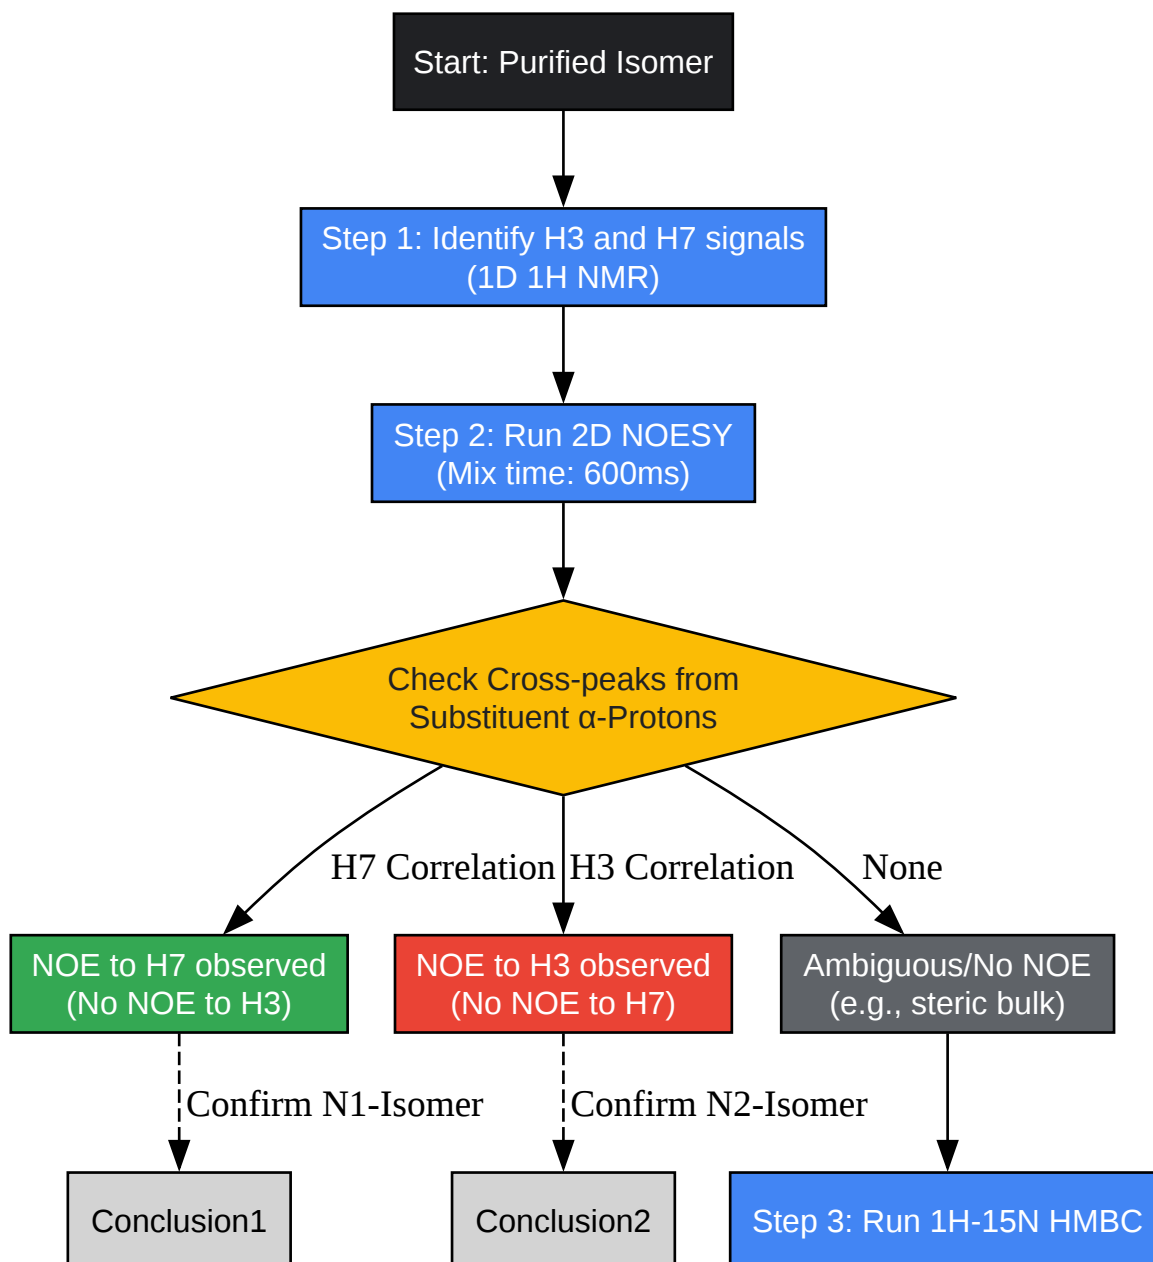 Start: Purified Isomer
Step 1: Identify H3 and H7 signals
(1D 1H NMR)
Step 2: Run 2D NOESY
(Mix time: 600ms)
Check Cross-peaks from
Substituent α-Protons
H7 Correlation
H3 Correlation
None
NOE to H7 observed
(No NOE to H3)
NOE to H3 observed
(No NOE to H7)
Ambiguous/No NOE
(e.g., steric bulk)
Confirm N1-Isomer
Confirm N2-Isomer
Conclusion1
Conclusion2
Step 3: Run 1H-15N HMBC